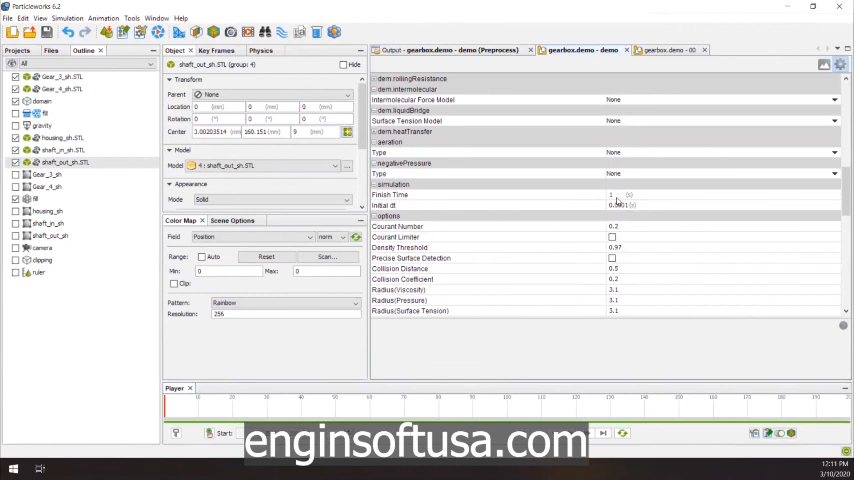 Particleworks 6.2
File Edit View Simulation Animation Tools Window Help
Projects Files Outline
Object Key Frames Physics
Output - gearbox.demo - demo (Preprocess) gearbox.demo - demo gearbox.demo - 00
All
Gear_3_sh.STL
Gear_4_sh.STL
domain
fill
gravity
housing_sh.STL
shaft_in_sh.STL
shaft_out_sh.STL
Gear_3_sh
Gear_4_sh
fill
housing_sh
shaft_in_sh
shaft_out_sh
camera
clipping
ruler
shaft_out_sh.STL (group: 4) Hide
Transform
Parent None
Location 0 (mm) 0 (mm) 0 (mm)
Rotation 0 (°) 0 (°) 0 (°)
Center 3.00203514 (mm) 160.151 (mm) 9 (mm)
Model
Model 4 : shaft_out_sh.STL ...
Appearance
Mode Solid
Color Map Scene Options
Field Position norm
Range: Auto Reset Scan...
Min: 0 Max: 0
Clip:
Pattern: Rainbow
Resolution: 256
dem.rollingResistance
dem.intermolecular
Intermolecular Force Model None
dem.liquidBridge
Surface Tension Model None
dem.heatTransfer
aeration
Type None
negativePressure
Type None
simulation
Finish Time 1 (s)
Initial dt 0.0001 (s)
options
Courant Number 0.2
Courant Limiter
Density Threshold 0.97
Precise Surface Detection
Collision Distance 0.5
Collision Coefficient 0.2
Radius(Viscosity) 3.1
Radius(Pressure) 3.1
Radius(Surface Tension) 3.1
Player
10 20 30 40 50 60 70 80 90 100 110 120 130 140 150 160 170 180 190
Start:
enginsoftusa.com
12:11 PM
3/10/2020